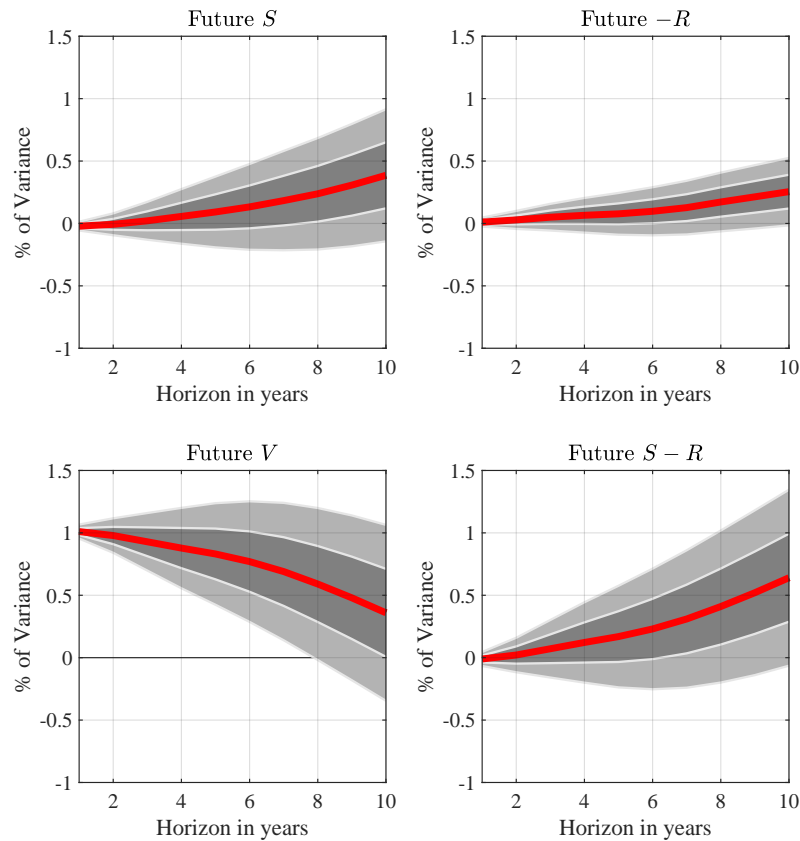 Future S
1.5
1
0.5
0
-0.5
-1
% of Variance
2 4 6 8 10
Horizon in years
Future −R
1.5
1
0.5
0
-0.5
-1
% of Variance
2 4 6 8 10
Horizon in years
Future V
1.5
1
0.5
0
-0.5
-1
% of Variance
2 4 6 8 10
Horizon in years
Future S − R
1.5
1
0.5
0
-0.5
-1
% of Variance
2 4 6 8 10
Horizon in years